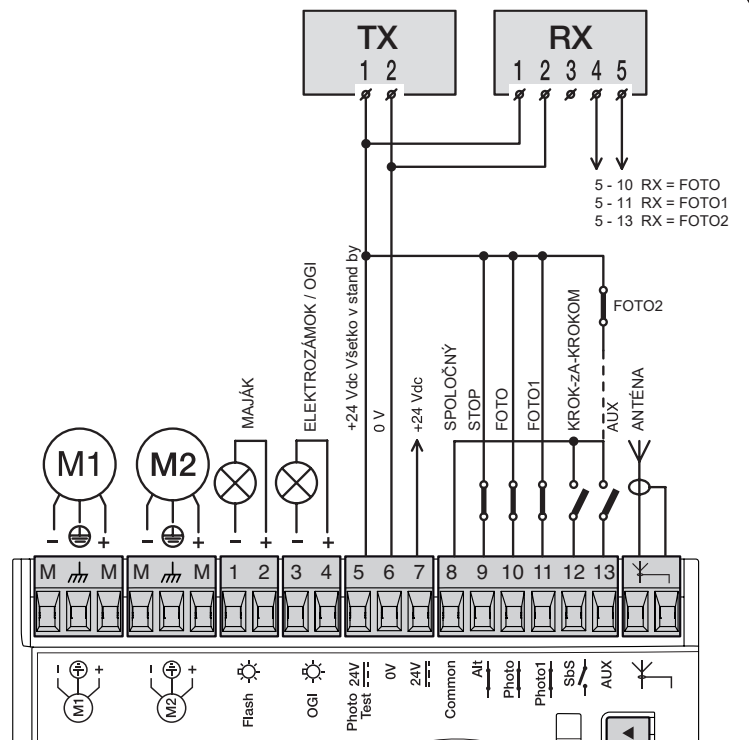 TX
1 2
RX
1 2 3 4 5
5 - 10 RX = FOTO
5 - 11 RX = FOTO1
5 - 13 RX = FOTO2
FOTO2
MAJÁK
ELEKTROZÁMOK / OGI
+24 Vdc Všetko v stand by
0 V
+24 Vdc
SPOLOČNÝ
STOP
FOTO
FOTO1
KROK-zA-KROKOM
AUX
ANTÉNA
M1
M2
- +
- +
- +
- +
M M M M 1 2 3 4 5 6 7 8 9 10 11 12 13
- +
M1
- +
M2
Flash
OGI
Photo 24V
Test
0V
24V
Common
Alt
Photo
Photo1
SbS
AUX